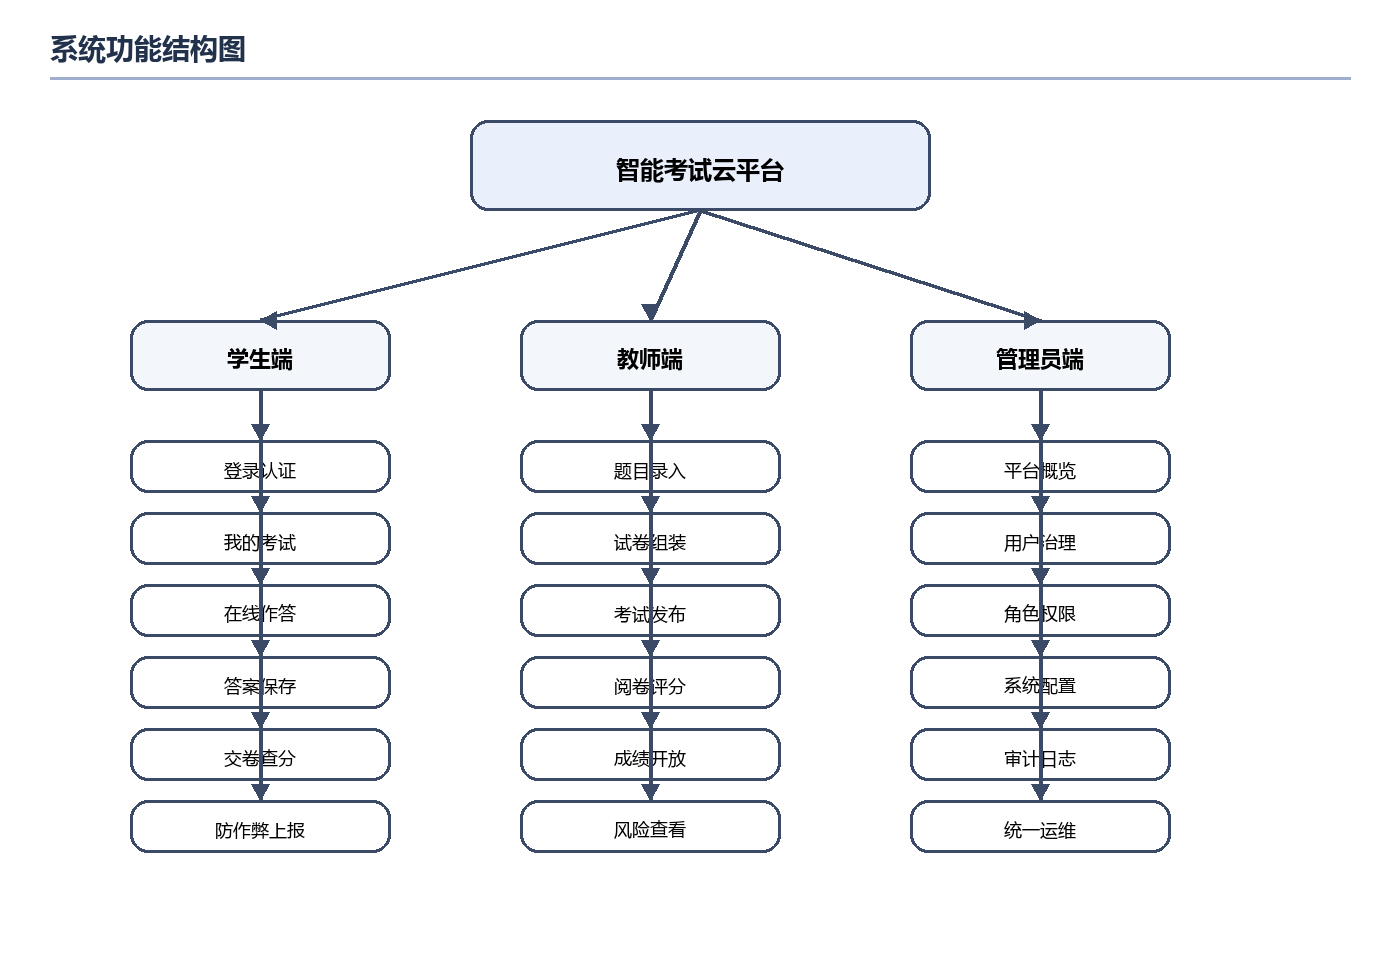 系统功能结构图
智能考试云平台
学生端
教师端
管理员端
登录认证
题目录入
平台概览
我的考试
试卷组装
用户治理
在线作答
考试发布
角色权限
答案保存
阅卷评分
系统配置
交卷查分
成绩开放
审计日志
防作弊上报
风险查看
统一运维